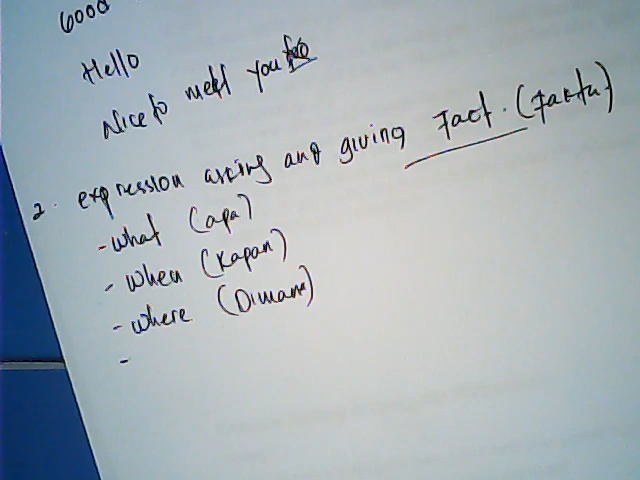 Good
Hello
Nice to meet you too
2. expression asking and giving Fact. (Fakta)
- What (apa)
- When (Kapan)
- Where (Dimana)
-